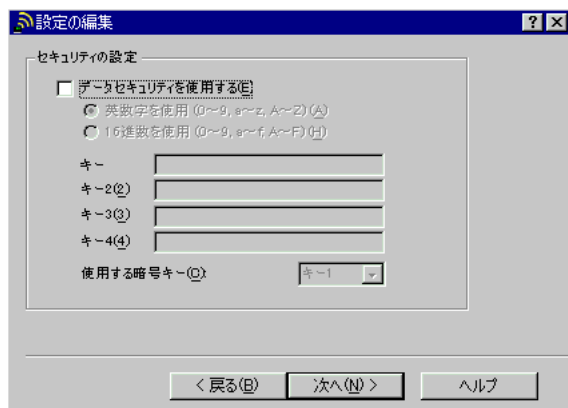 設定の編集
セキュリティの設定
データセキュリティを使用する(E)
英数字を使用 (0～9, a～z, A～Z)(A)
16進数を使用 (0～9, a～f, A～F)(H)
キー
キー2(2)
キー3(3)
キー4(4)
使用する暗号キー(C) キー1
< 戻る(B) 次へ(N) > ヘルプ